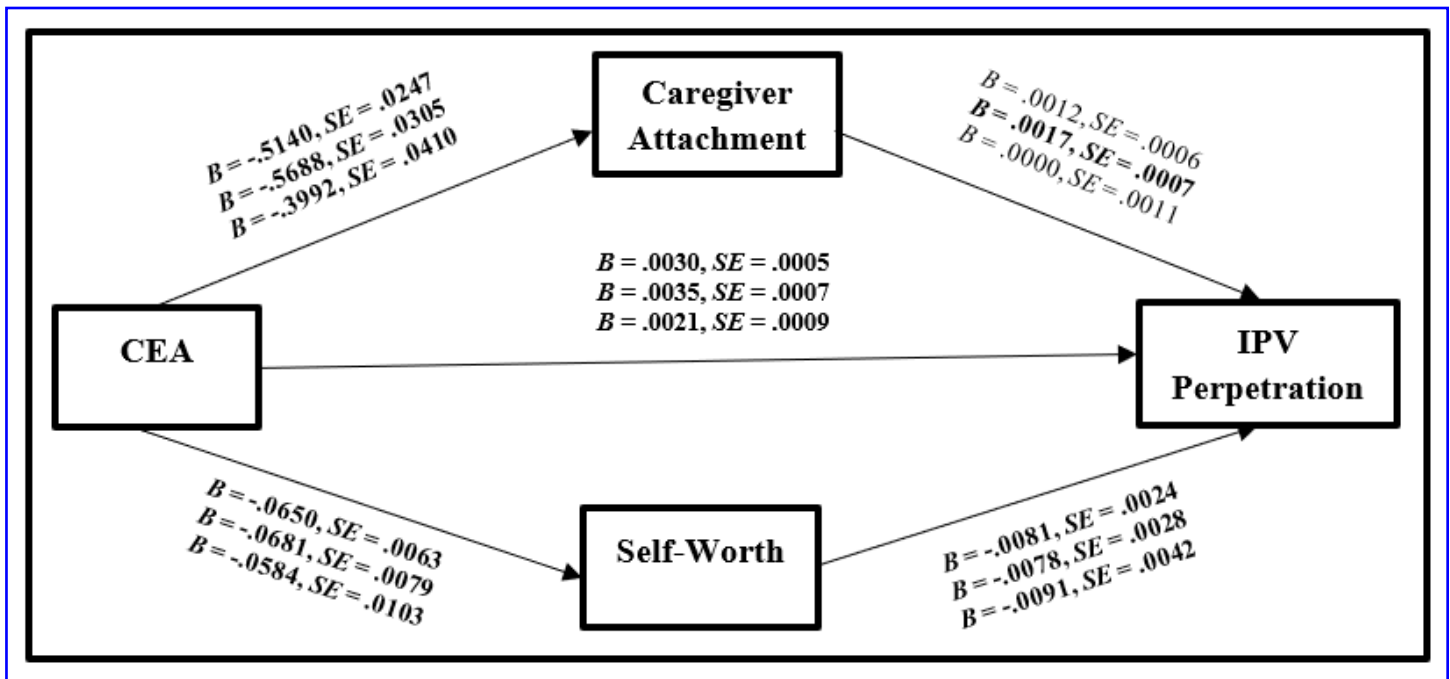 B = -.5140, SE = .0247
B = -.5688, SE = .0305
B = -.3992, SE = .0410
Caregiver
Attachment
B = .0012, SE = .0006
B = .0017, SE = .0007
B = .0000, SE = .0011
B = .0030, SE = .0005
B = .0035, SE = .0007
B = .0021, SE = .0009
CEA
IPV
Perpetration
B = -.0650, SE = .0063
B = -.0681, SE = .0079
B = -.0584, SE = .0103
Self-Worth
B = -.0081, SE = .0024
B = -.0078, SE = .0028
B = -.0091, SE = .0042